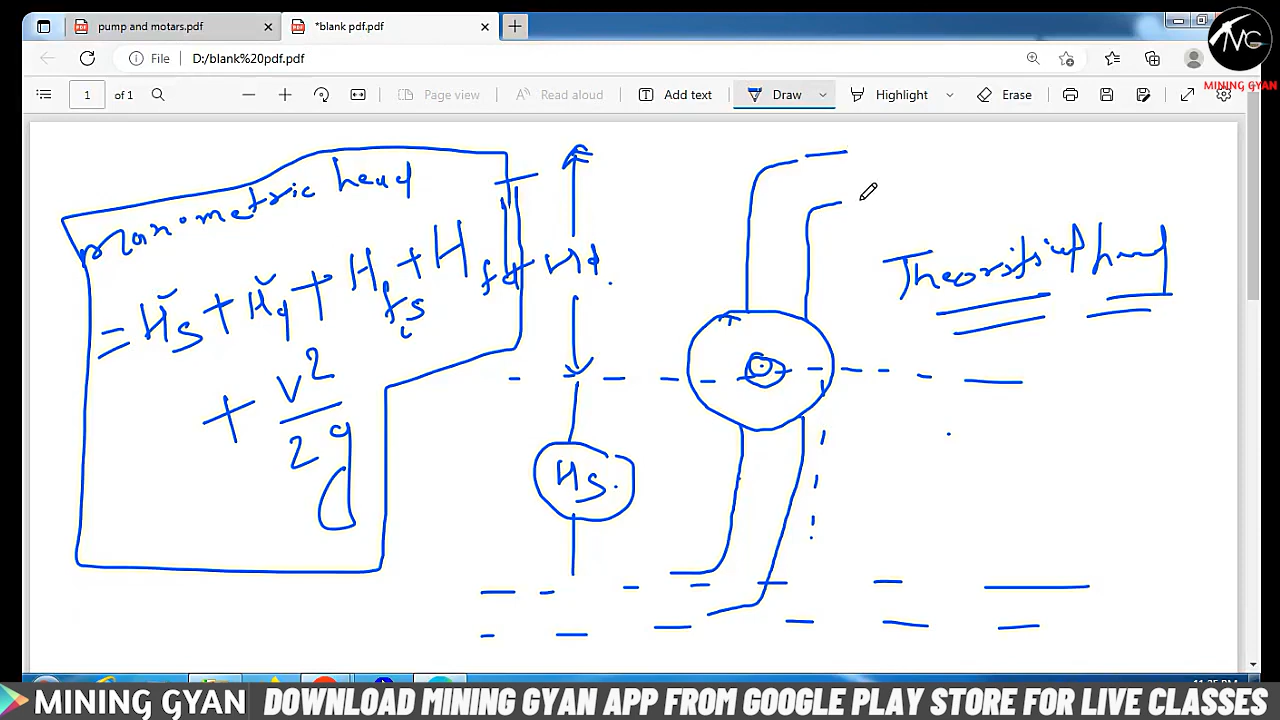 pump and motars.pdf
*blank pdf.pdf
File D:/blank%20pdf.pdf
1 of 1
Page view
Read aloud
Add text
Draw
Highlight
Erase
MINING GYAN
Manometric head
= Hs + Hd + Hfs + Hfd
+ v²/2g
Hd.
Hs.
head
MINING GYAN
DOWNLOAD MINING GYAN APP FROM GOOGLE PLAY STORE FOR LIVE CLASSES